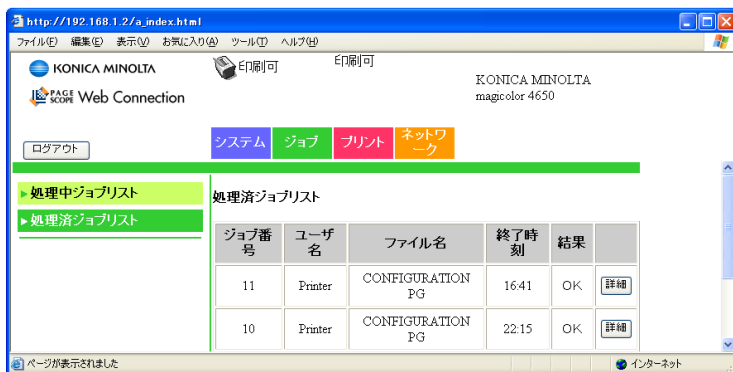 http://192.168.1.2/a_index.html
ファイル(F) 編集(E) 表示(V) お気に入り(A) ツール(T) ヘルプ(H)
KONICA MINOLTA
印刷可
印刷可
KONICA MINOLTA
magicolor 4650
PAGE SCOPE Web Connection
ログアウト
システム
ジョブ
プリント
ネットワ
ーク
処理中ジョブリスト
処理済ジョブリスト
処理済ジョブリスト
ジョブ番
号
ユーザ
名
ファイル名
終了時
刻
結果
11 Printer CONFIGURATION
PG
16:41 OK 詳細
10 Printer CONFIGURATION
PG
22:15 OK 詳細
ページが表示されました
インターネット